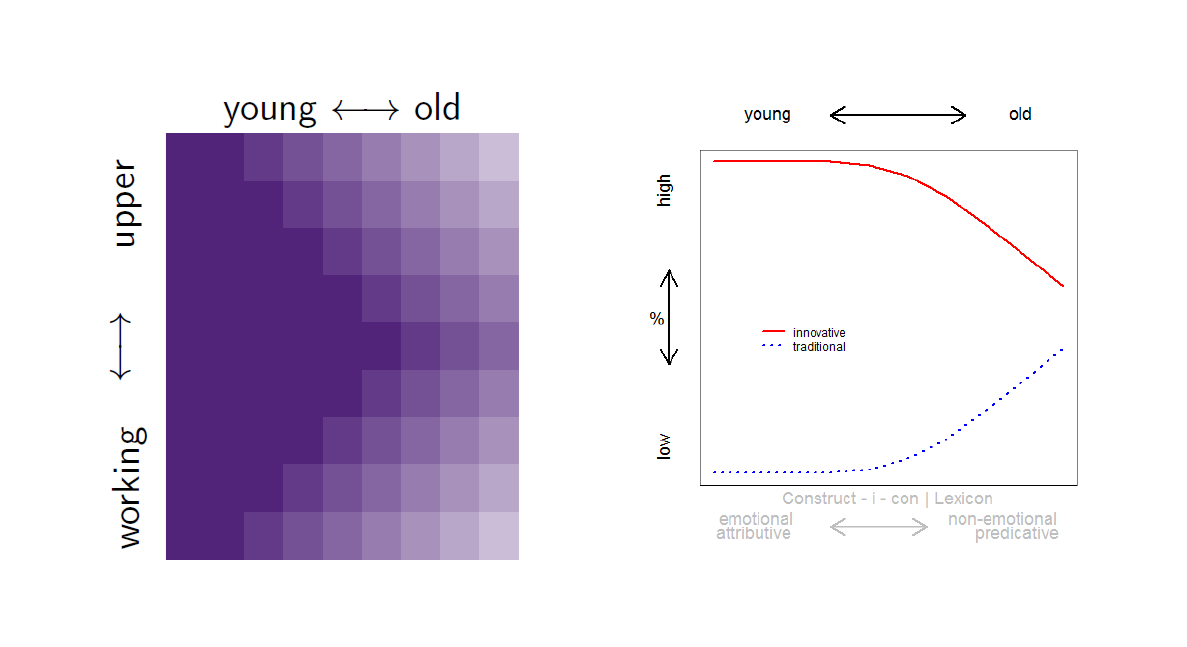 young ⟷ old
upper
⟷
working
young old
high
%
low
innovative
traditional
Construct - i - con | Lexicon
emotional non-emotional
attributive predicative